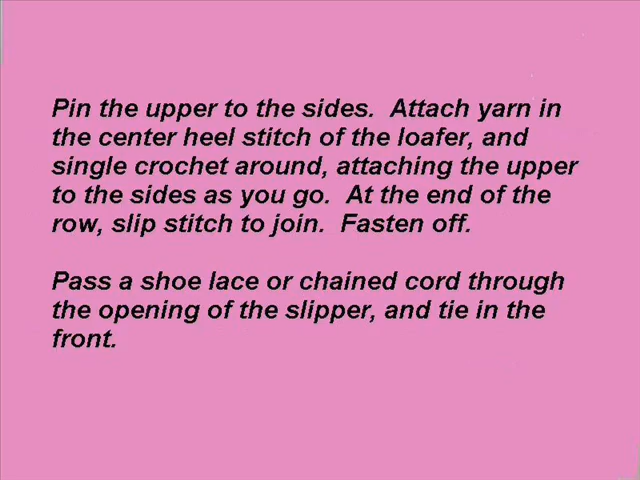 Pin the upper to the sides.  Attach yarn in
the center heel stitch of the loafer, and
single crochet around, attaching the upper
to the sides as you go.  At the end of the
row, slip stitch to join.  Fasten off.
Pass a shoe lace or chained cord through
the opening of the slipper, and tie in the
front.